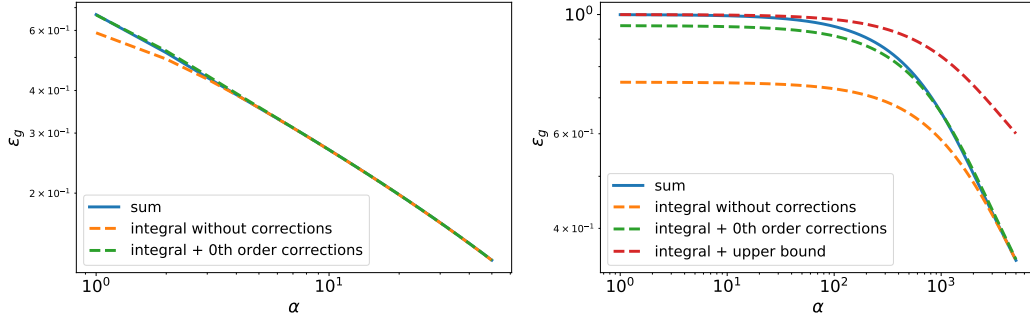 6 × 10⁻¹
4 × 10⁻¹
3 × 10⁻¹
2 × 10⁻¹
εg
sum
integral without corrections
integral + 0th order corrections
10⁰
10¹
α
10⁰
6 × 10⁻¹
4 × 10⁻¹
εg
sum
integral without corrections
integral + 0th order corrections
integral + upper bound
10⁰
10¹
10²
10³
α